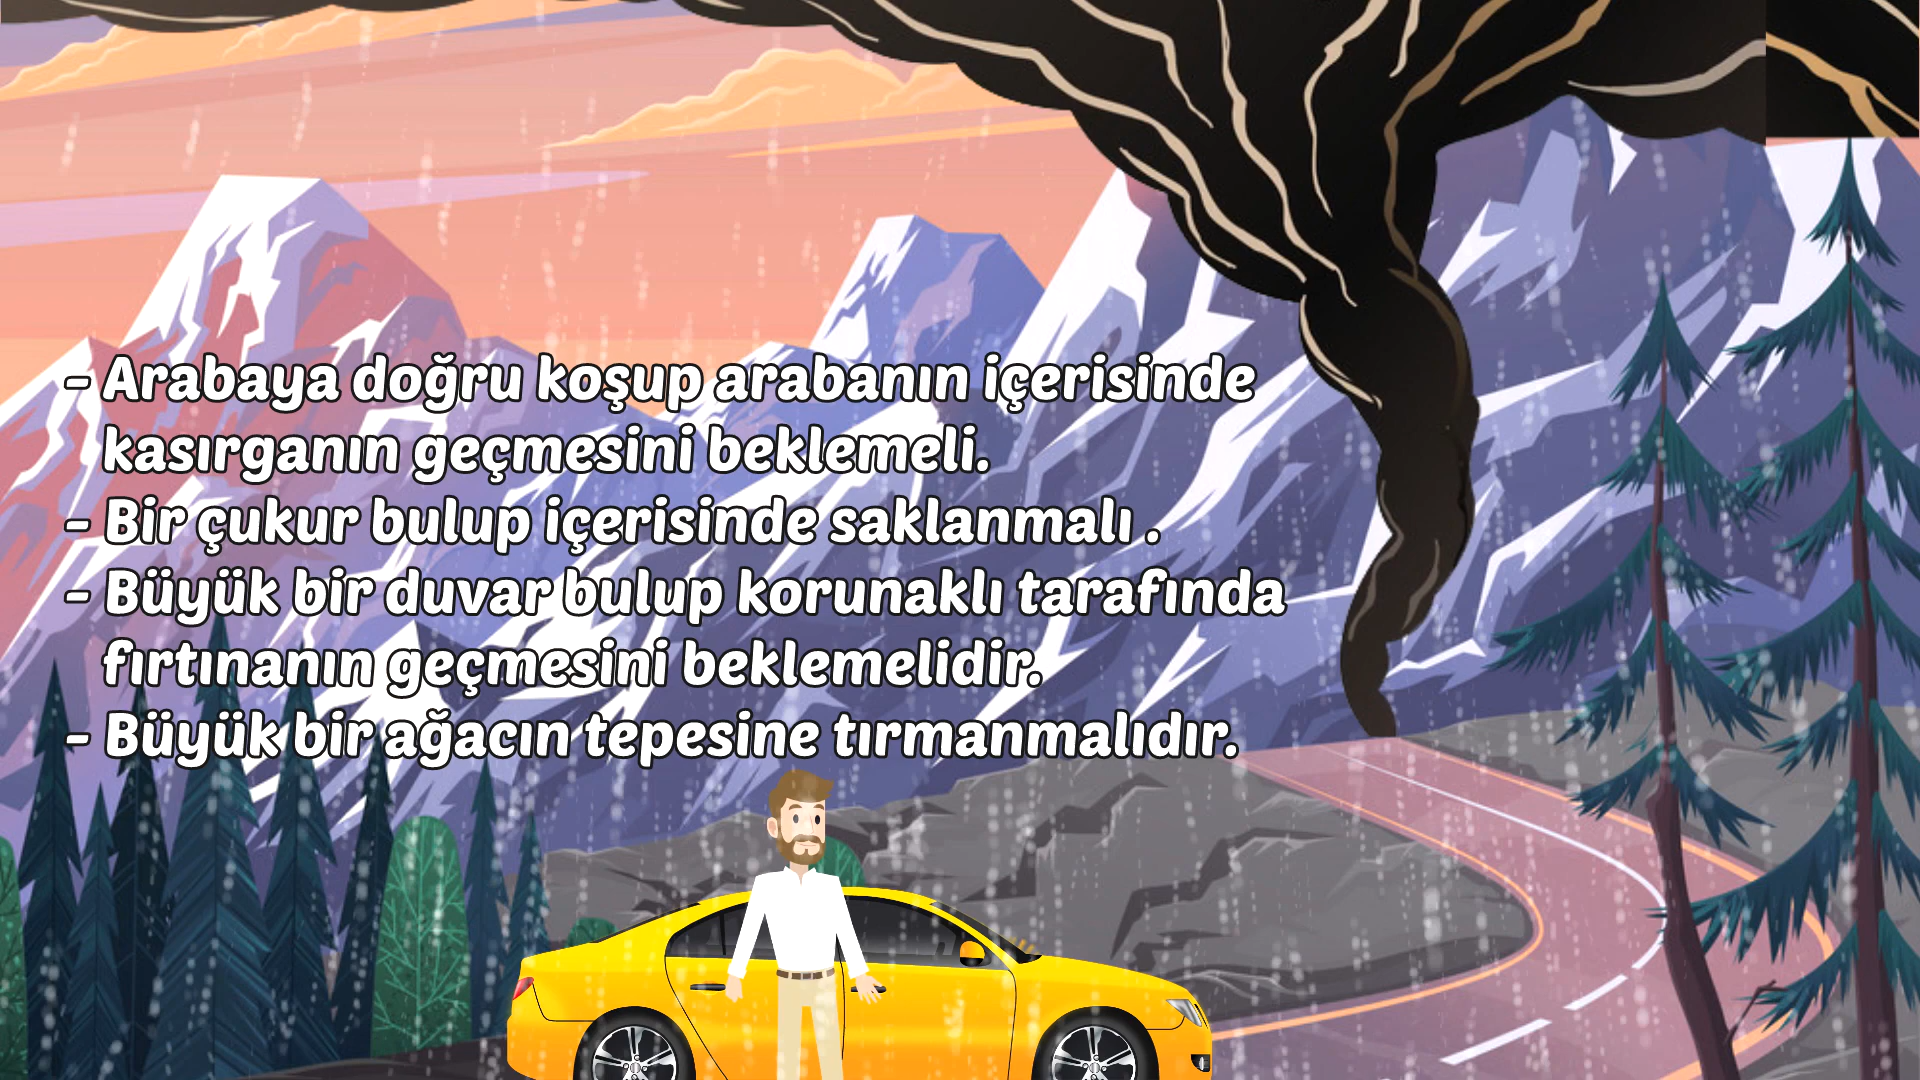 - Arabaya doğru koşup arabanın içerisinde
kasırganın geçmesini beklemeli.
- Bir çukur bulup içerisinde saklanmalı .
- Büyük bir duvar bulup korunaklı tarafında
fırtınanın geçmesini beklemelidir.
- Büyük bir ağacın tepesine tırmanmalıdır.